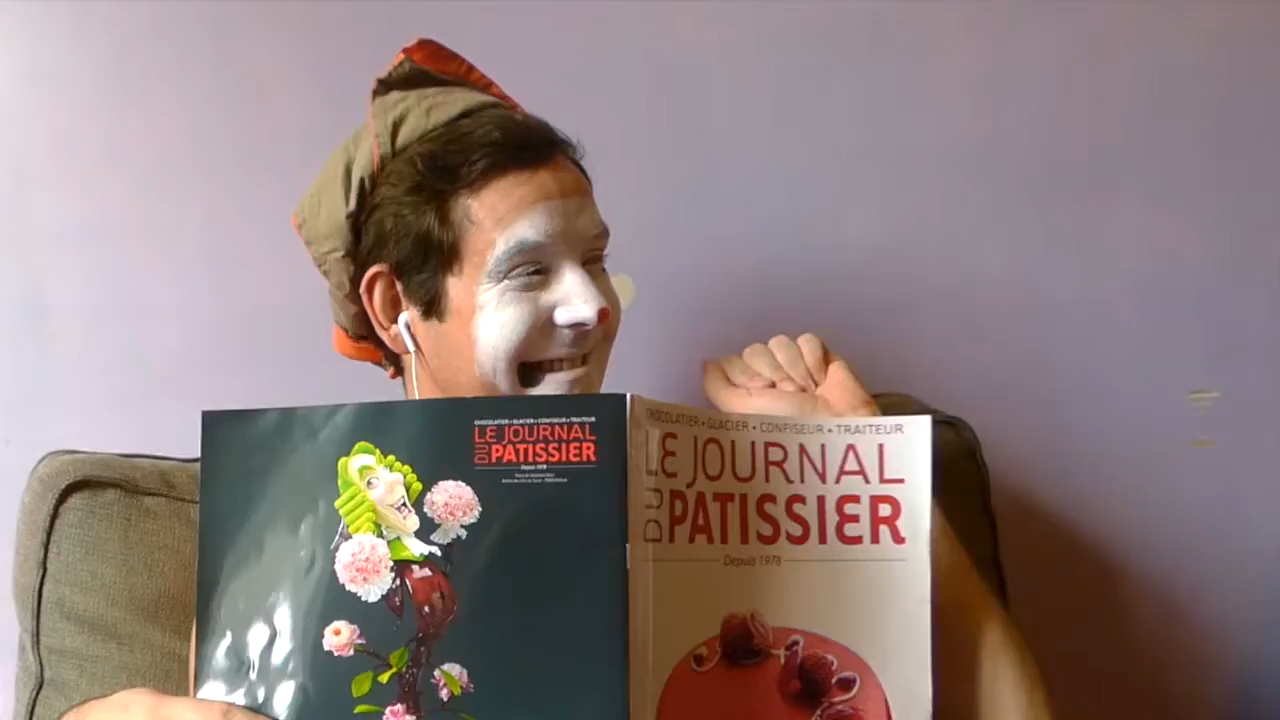 CHOCOLATIER • GLACIER • CONFISEUR • TRAITEUR
LE JOURNAL
DU PATISSIER
Depuis 1978
CHOCOLATIER • GLACIER • CONFISEUR • TRAITEUR
LE JOURNAL
DU PATISSIER
Depuis 1978